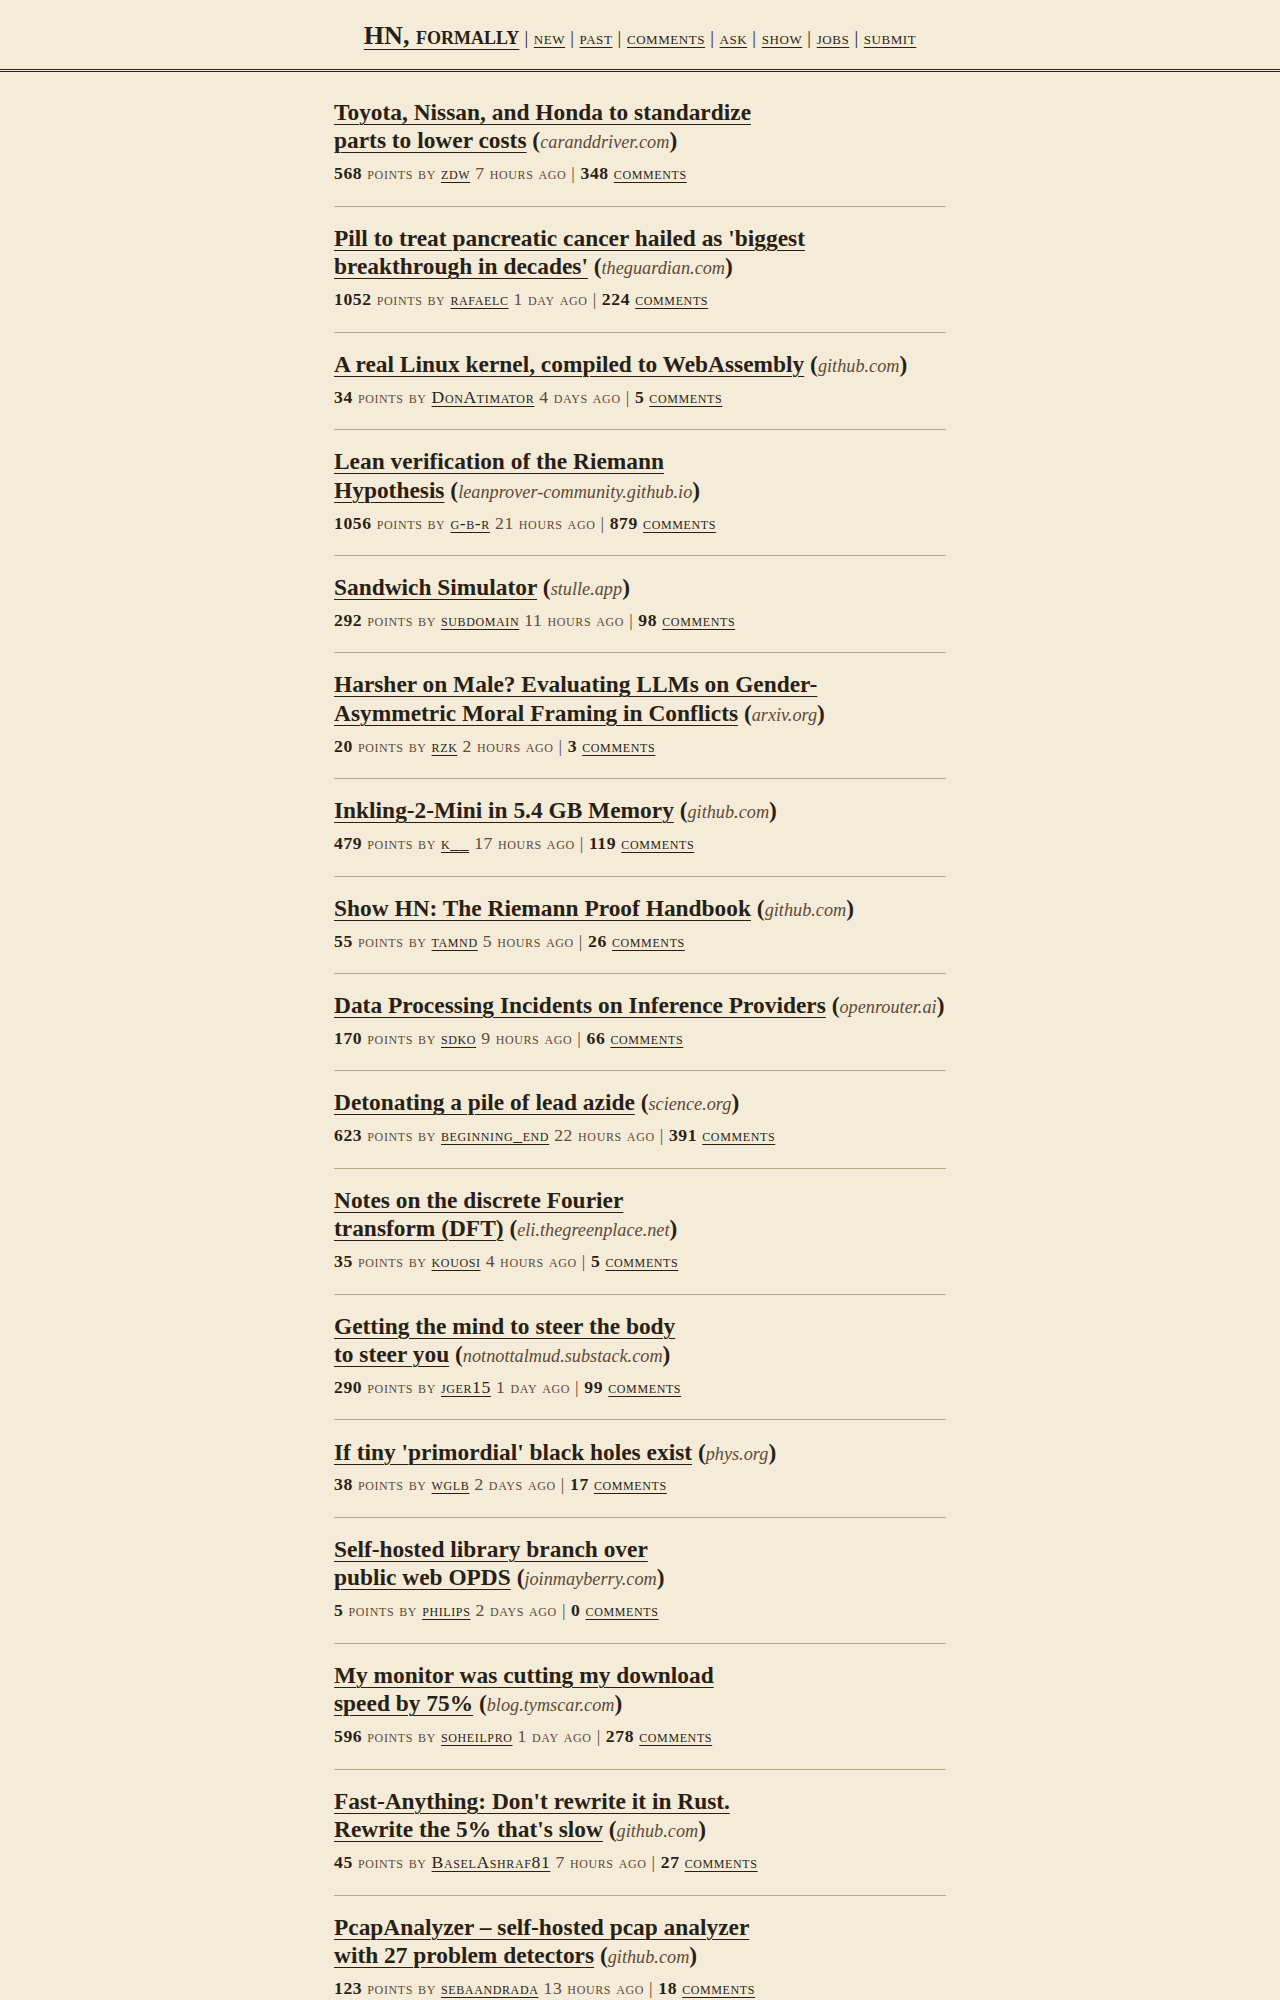 HN, FORMALLY | NEW | PAST | COMMENTS | ASK | SHOW | JOBS | SUBMIT
Toyota, Nissan, and Honda to standardize
parts to lower costs (caranddriver.com)
568 POINTS BY ZDW 7 HOURS AGO | 348 COMMENTS
Pill to treat pancreatic cancer hailed as 'biggest
breakthrough in decades' (theguardian.com)
1052 POINTS BY RAFAELC 1 DAY AGO | 224 COMMENTS
A real Linux kernel, compiled to WebAssembly (github.com)
34 POINTS BY DONATIMATOR 4 DAYS AGO | 5 COMMENTS
Lean verification of the Riemann
Hypothesis (leanprover-community.github.io)
1056 POINTS BY G-B-R 21 HOURS AGO | 879 COMMENTS
Sandwich Simulator (stulle.app)
292 POINTS BY SUBDOMAIN 11 HOURS AGO | 98 COMMENTS
Harsher on Male? Evaluating LLMs on Gender-
Asymmetric Moral Framing in Conflicts (arxiv.org)
20 POINTS BY RZK 2 HOURS AGO | 3 COMMENTS
Inkling-2-Mini in 5.4 GB Memory (github.com)
479 POINTS BY K__ 17 HOURS AGO | 119 COMMENTS
Show HN: The Riemann Proof Handbook (github.com)
55 POINTS BY TAMND 5 HOURS AGO | 26 COMMENTS
Data Processing Incidents on Inference Providers (openrouter.ai)
170 POINTS BY SDKO 9 HOURS AGO | 66 COMMENTS
Detonating a pile of lead azide (science.org)
623 POINTS BY BEGINNING_END 22 HOURS AGO | 391 COMMENTS
Notes on the discrete Fourier
transform (DFT) (eli.thegreenplace.net)
35 POINTS BY KOUOSI 4 HOURS AGO | 5 COMMENTS
Getting the mind to steer the body
to steer you (notnottalmud.substack.com)
290 POINTS BY JGER15 1 DAY AGO | 99 COMMENTS
If tiny 'primordial' black holes exist (phys.org)
38 POINTS BY WGLB 2 DAYS AGO | 17 COMMENTS
Self-hosted library branch over
public web OPDS (joinmayberry.com)
5 POINTS BY PHILIPS 2 DAYS AGO | 0 COMMENTS
My monitor was cutting my download
speed by 75% (blog.tymscar.com)
596 POINTS BY SOHEILPRO 1 DAY AGO | 278 COMMENTS
Fast-Anything: Don't rewrite it in Rust.
Rewrite the 5% that's slow (github.com)
45 POINTS BY BASELASHRAF81 7 HOURS AGO | 27 COMMENTS
PcapAnalyzer – self-hosted pcap analyzer
with 27 problem detectors (github.com)
123 POINTS BY SEBAANDRADA 13 HOURS AGO | 18 COMMENTS